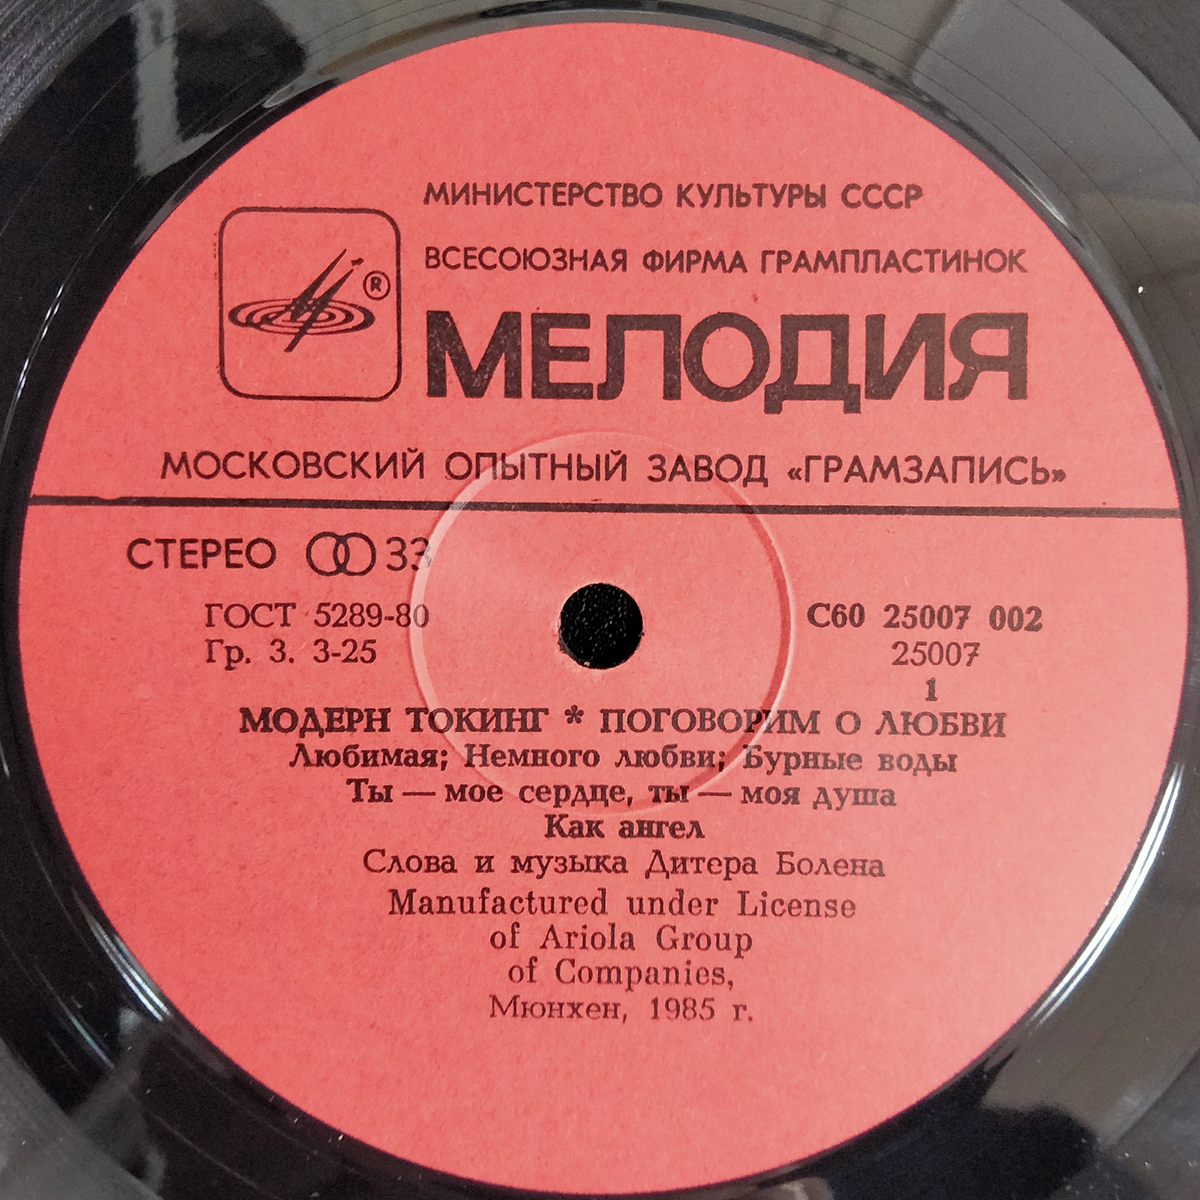 МИНИСТЕРСТВО КУЛЬТУРЫ СССР
ВСЕСОЮЗНАЯ ФИРМА ГРАМПЛАСТИНОК
®
МЕЛОДИЯ
МОСКОВСКИЙ ОПЫТНЫЙ ЗАВОД «ГРАМЗАПИСЬ»
СТЕРЕО 33
ГОСТ 5289-80
Гр. 3. 3-25
С60 25007 002
25007
1
МОДЕРН ТОКИНГ * ПОГОВОРИМ О ЛЮБВИ
Любимая; Немного любви; Бурные воды
Ты — мое сердце, ты — моя душа
Как ангел
Слова и музыка Дитера Болена
Manufactured under License
of Ariola Group
of Companies,
Мюнхен, 1985 г.